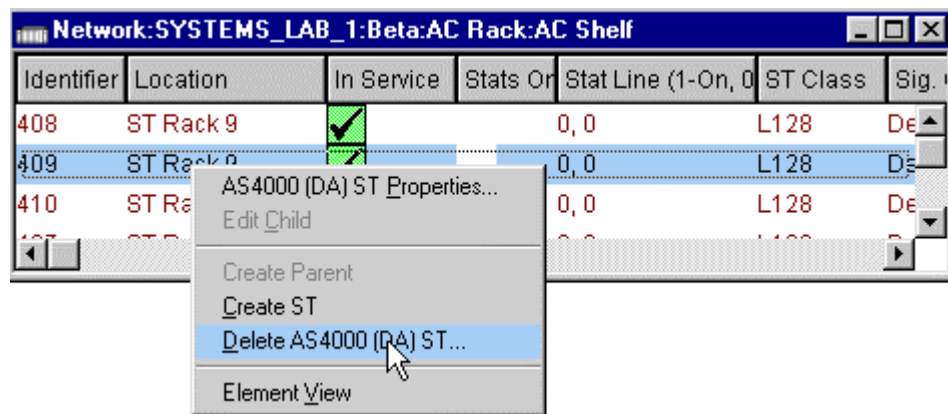 Network:SYSTEMS_LAB_1:Beta:AC Rack:AC Shelf
Identifier Location In Service Stats On Stat Line (1-On, 0 ST Class Sig.
408 ST Rack 9 0, 0 L128 De
409 ST Rack 9 0, 0 L128 De
410 ST Ra 0, 0 L128 De
AS4000 (DA) ST Properties...
Edit Child
Create Parent
Create ST
Delete AS4000 (DA) ST...
Element View